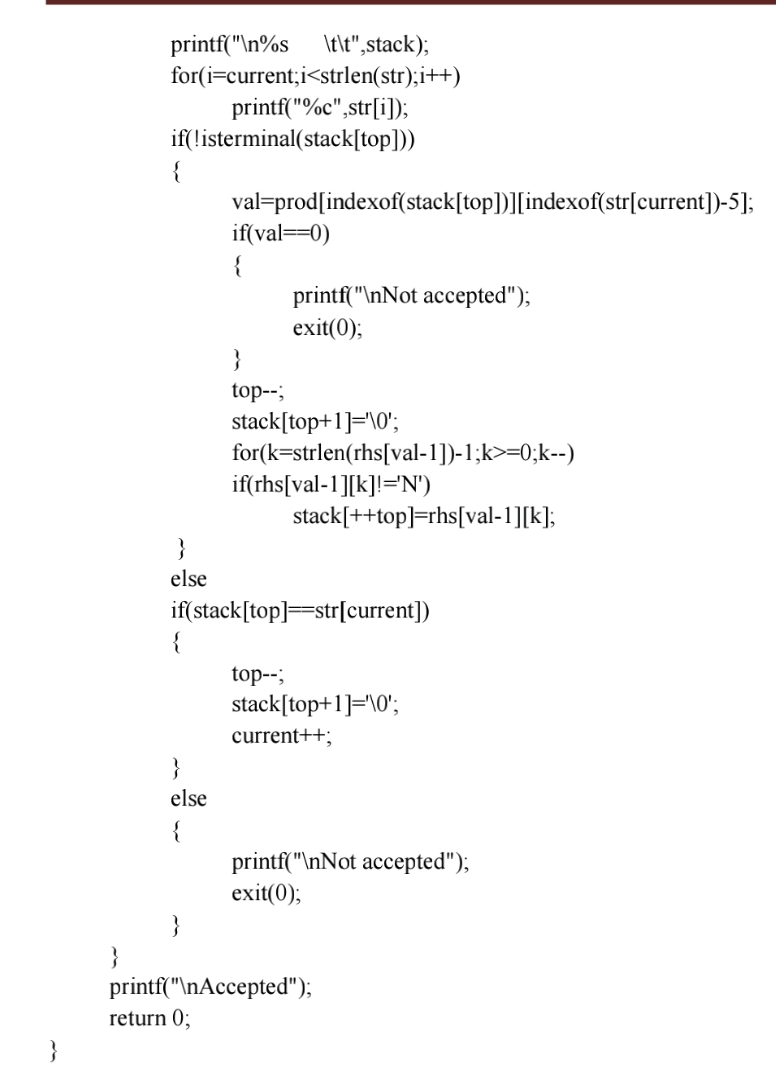 printf("\n%s     \t\t",stack);
for(i=current;i<strlen(str);i++)
printf("%c",str[i]);
if(!isterminal(stack[top]))
{
val=prod[indexof(stack[top])][indexof(str[current])-5];
if(val==0)
{
printf("\nNot accepted");
exit(0);
}
top--;
stack[top+1]='\0';
for(k=strlen(rhs[val-1])-1;k>=0;k--)
if(rhs[val-1][k]!='N')
stack[++top]=rhs[val-1][k];
}
else
if(stack[top]==str[current])
{
top--;
stack[top+1]='\0';
current++;
}
else
{
printf("\nNot accepted");
exit(0);
}
}
printf("\nAccepted");
return 0;
}